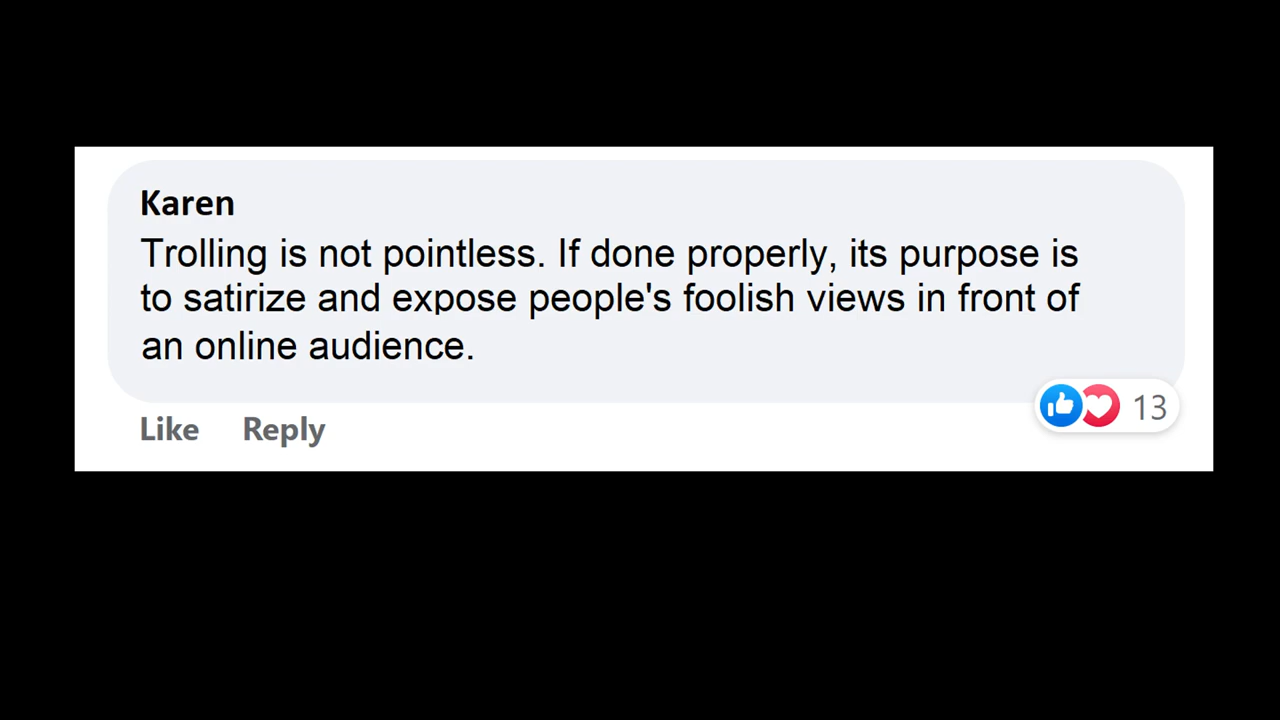 Karen
Trolling is not pointless. If done properly, its purpose is
to satirize and expose people's foolish views in front of
an online audience.
Like Reply 13